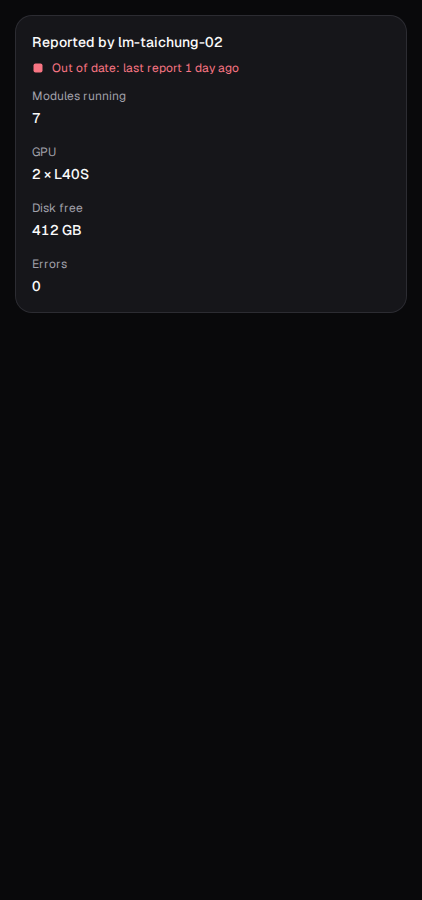 Reported by lm-taichung-02
Out of date: last report 1 day ago
Modules running
7
GPU
2 × L40S
Disk free
412 GB
Errors
0